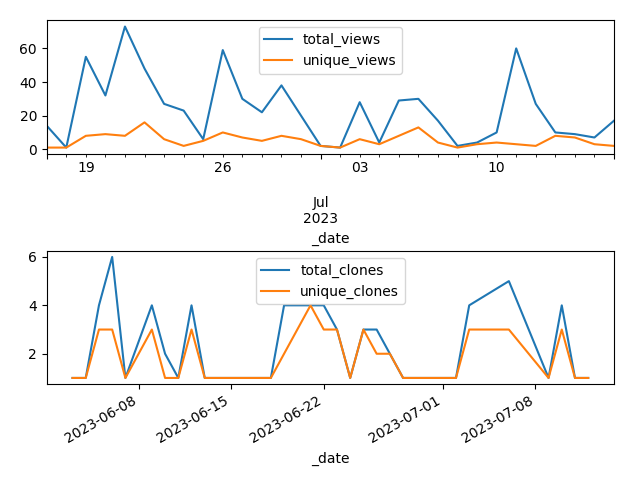 total_views
unique_views
60
40
20
0
19
26
03
10
Jul
2023
_date
total_clones
unique_clones
6
4
2
2023-06-08
2023-06-15
2023-06-22
2023-07-01
2023-07-08
_date